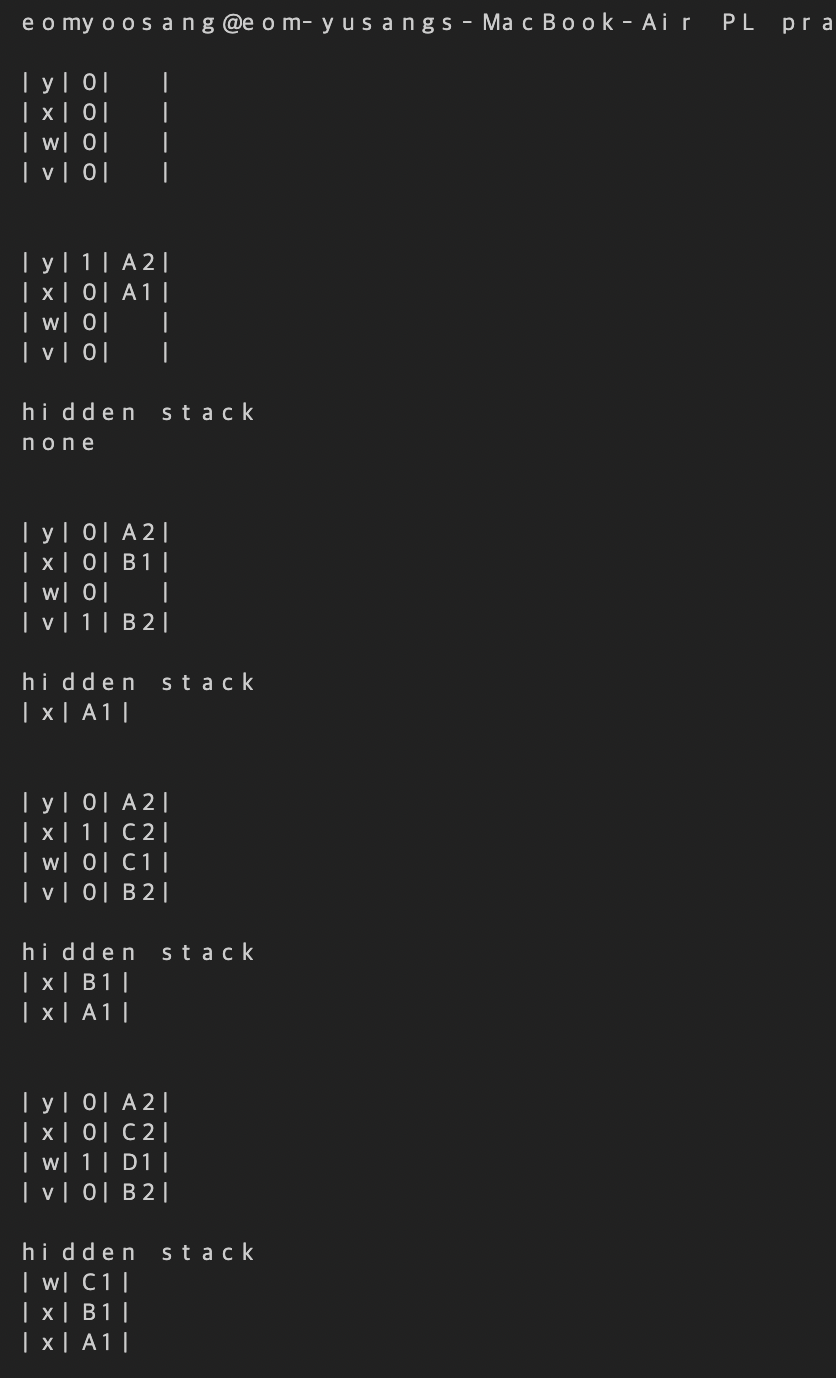 eomyoosang@eom-yusangs-MacBook-Air PL pra
| y| 0|   |
| x| 0|   |
| w| 0|   |
| v| 0|   |
| y| 1| A2|
| x| 0| A1|
| w| 0|   |
| v| 0|   |
hidden stack
none
| y| 0| A2|
| x| 0| B1|
| w| 0|   |
| v| 1| B2|
hidden stack
| x| A1|
| y| 0| A2|
| x| 1| C2|
| w| 0| C1|
| v| 0| B2|
hidden stack
| x| B1|
| x| A1|
| y| 0| A2|
| x| 0| C2|
| w| 1| D1|
| v| 0| B2|
hidden stack
| w| C1|
| x| B1|
| x| A1|